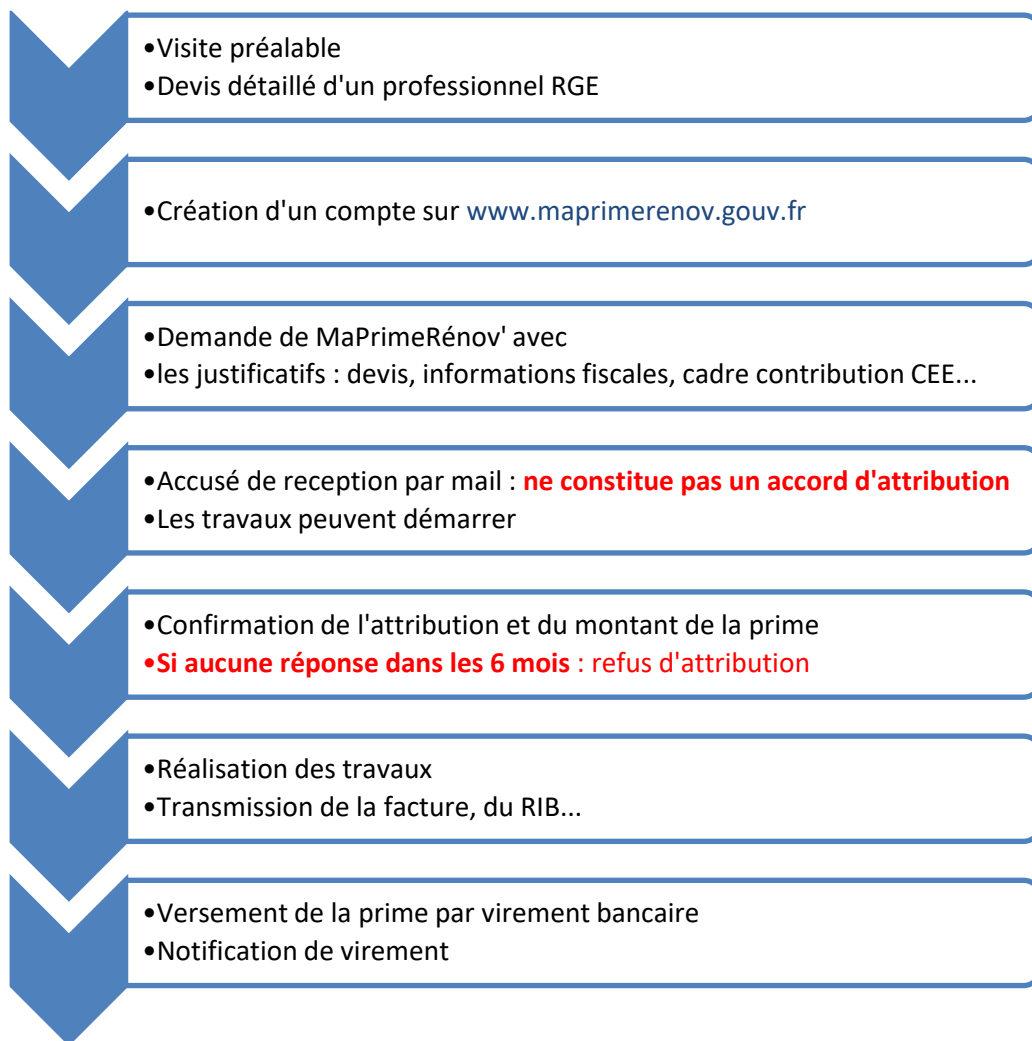 •Visite préalable
•Devis détaillé d'un professionnel RGE
•Création d'un compte sur www.maprimerenov.gouv.fr
•Demande de MaPrimeRénov' avec
•les justificatifs : devis, informations fiscales, cadre contribution CEE...
•Accusé de reception par mail : ne constitue pas un accord d'attribution
•Les travaux peuvent démarrer
•Confirmation de l'attribution et du montant de la prime
•Si aucune réponse dans les 6 mois : refus d'attribution
•Réalisation des travaux
•Transmission de la facture, du RIB...
•Versement de la prime par virement bancaire
•Notification de virement